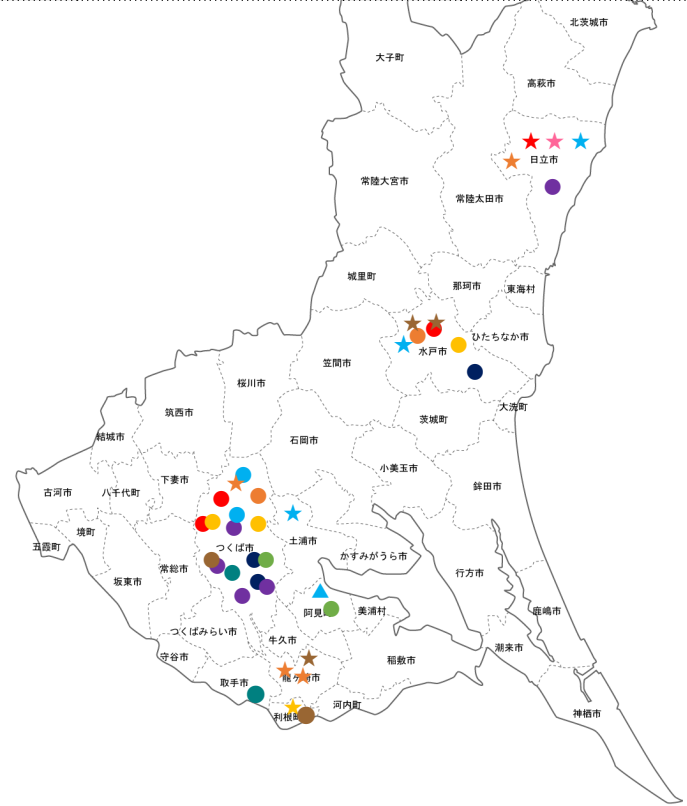 北茨城市
大子町
高萩市
日立市
常陸大宮市
常陸太田市
城里町
那珂市
東海村
ひたちなか市
水戸市
笠間市
桜川市
大洗町
筑西市
茨城町
結城市
石岡市
小美玉市
下妻市
鉾田市
古河市
八千代町
境町
土浦市
五霞町
つくば市
かすみがうら市
常総市
行方市
坂東市
阿見
美浦村
鹿嶋市
つくばみらい市
牛久市
潮来市
守谷市
稲敷市
龍ヶ崎市
取手市
河内町
神栖市
利根町